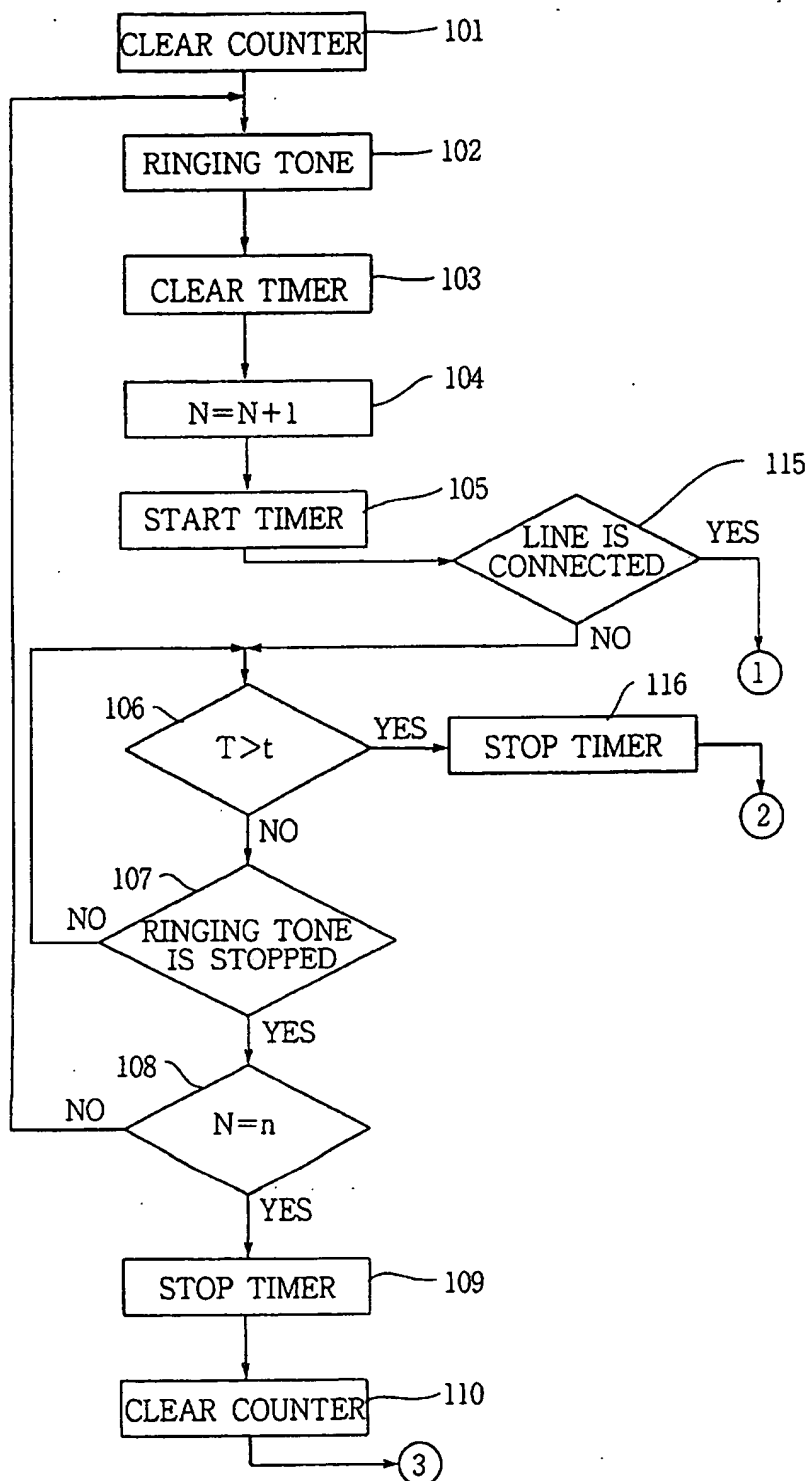 CLEAR COUNTER
101
RINGING TONE
102
CLEAR TIMER
103
N=N+1
104
START TIMER
105
LINE IS
CONNECTED
115
YES
NO
1
106
T>t
YES
STOP TIMER
116
2
NO
107
RINGING TONE
IS STOPPED
NO
YES
108
N=n
NO
YES
STOP TIMER
109
CLEAR COUNTER
110
3